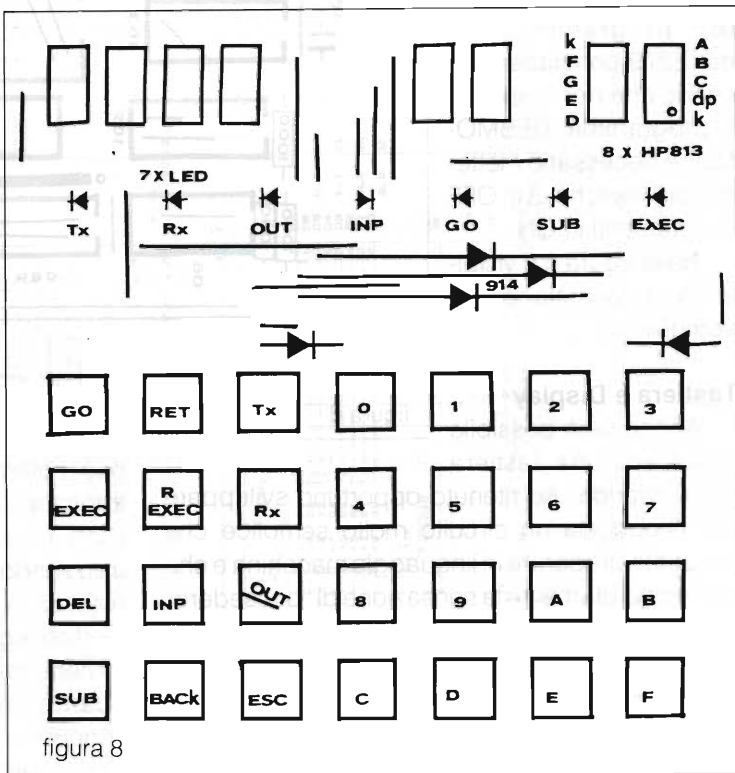 k A
F B
G C
E dp
D k
8 X HP813
7 X LED
Tx Rx OUT INP GO SUB EXEC
914
GO RET Tx 0 1 2 3
EXEC R EXEC Rx 4 5 6 7
DEL INP OUT 8 9 A B
SUB BACk ESC C D E F
figura 8